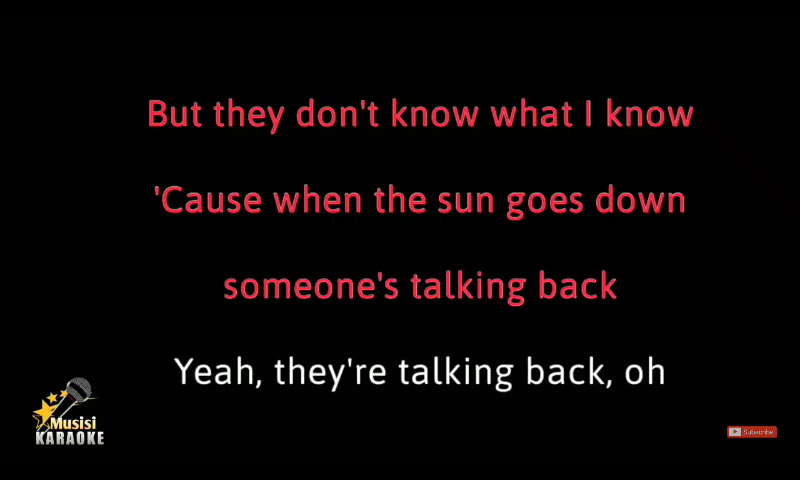 But they don't know what I know
'Cause when the sun goes down
someone's talking back
Yeah, they're talking back, oh
Musisi
KARAOKE
Subscribe